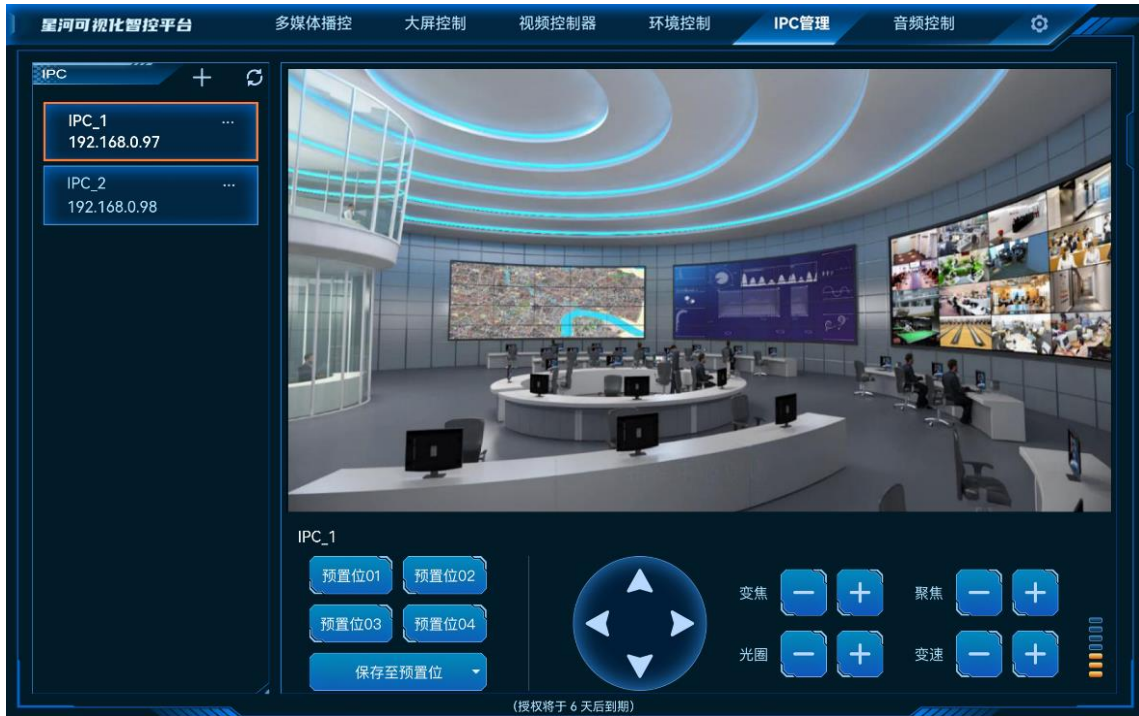 星河可视化智控平台
多媒体播控 大屏控制 视频控制器 环境控制 IPC管理 音频控制
IPC
IPC_1
192.168.0.97
IPC_2
192.168.0.98
IPC_1
预置位01 预置位02
变焦 聚焦
预置位03 预置位04
光圈 变速
保存至预置位
(授权将于 6 天后到期)